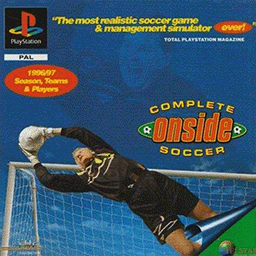 "The most realistic soccer game
& management simulator ever!"
TOTAL PLAYSTATION MAGAZINE
PlayStation
PAL
1996/97
Season, Teams
& Players
COMPLETE
onside
SOCCER